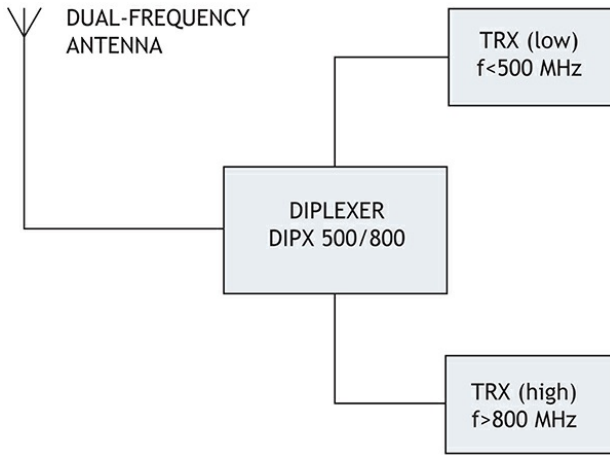 DUAL-FREQUENCY
ANTENNA
TRX (low)
f<500 MHz
DIPLEXER
DIPX 500/800
TRX (high)
f>800 MHz